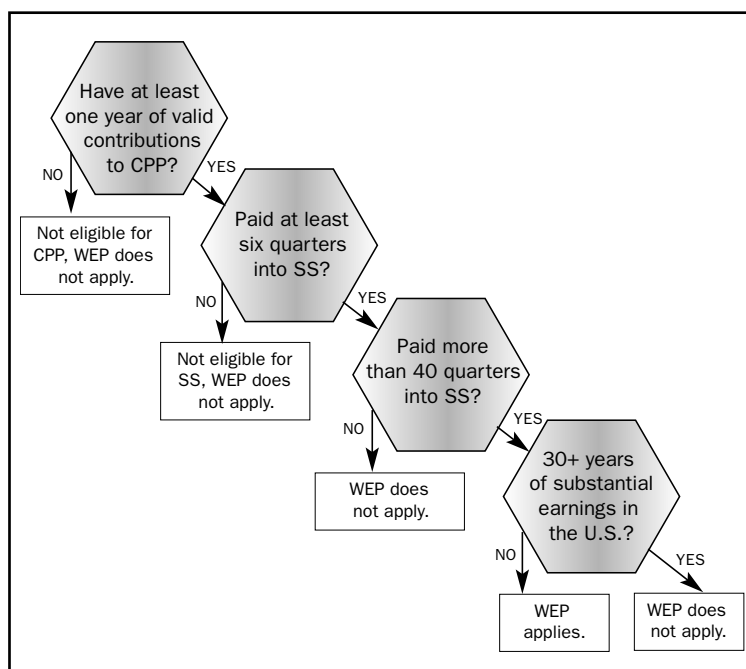 Have at least
one year of valid
contributions
to CPP?
NO
YES
Not eligible for
CPP, WEP does
not apply.
Paid at least
six quarters
into SS?
NO
YES
Not eligible for
SS, WEP does
not apply.
Paid more
than 40 quarters
into SS?
NO
YES
WEP does
not apply.
30+ years
of substantial
earnings in
the U.S.?
NO
YES
WEP
applies.
WEP does
not apply.